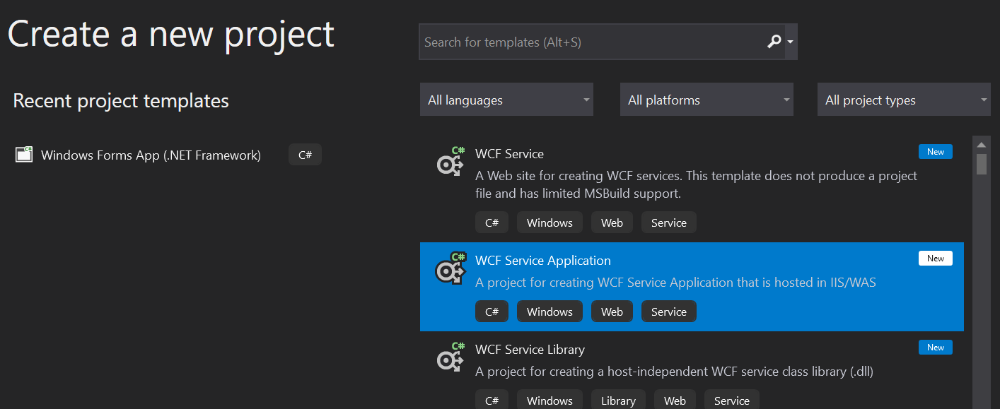 Create a new project
Search for templates (Alt+S)
Recent project templates
All languages
All platforms
All project types
Windows Forms App (.NET Framework)
C#
C#
WCF Service
New
A Web site for creating WCF services. This template does not produce a project
file and has limited MSBuild support.
C#
Windows
Web
Service
C#
WCF Service Application
New
A project for creating WCF Service Application that is hosted in IIS/WAS
C#
Windows
Web
Service
C#
WCF Service Library
New
A project for creating a host-independent WCF service class library (.dll)
C#
Windows
Library
Web
Service